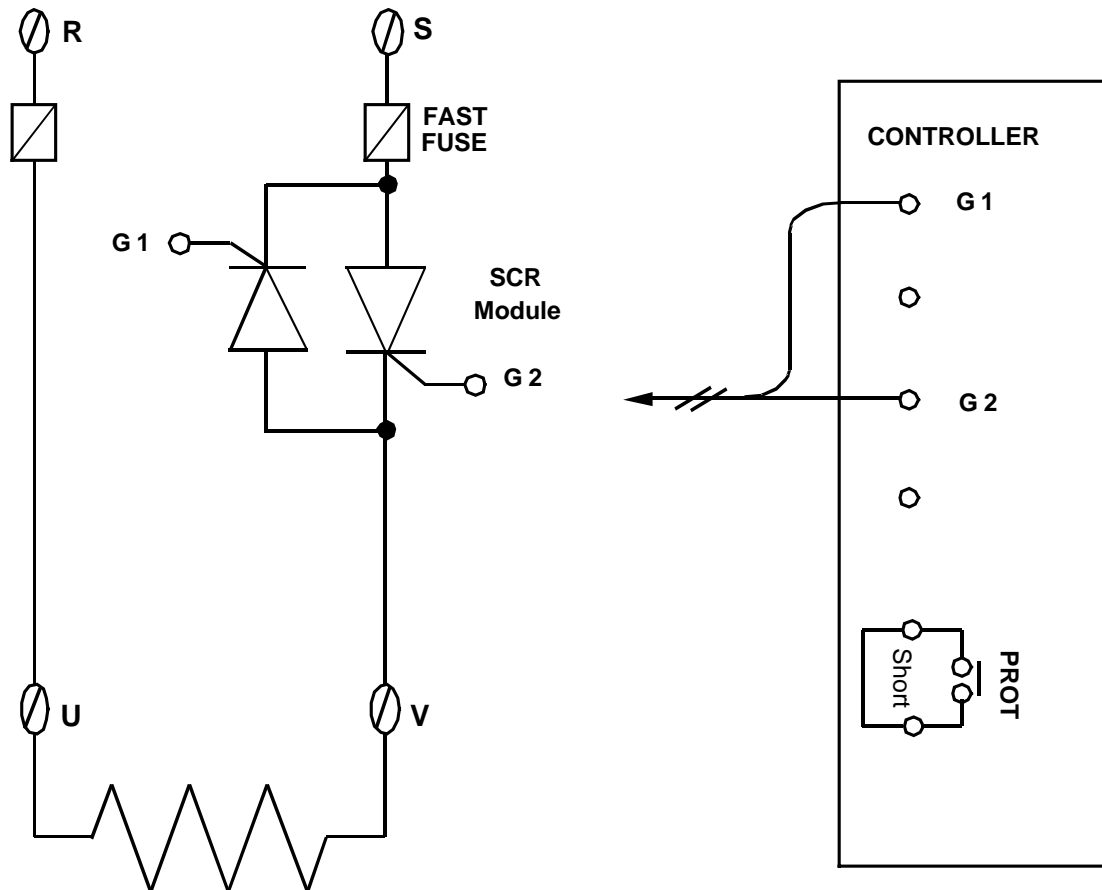 R
S
FAST
FUSE
G 1
SCR
Module
G 2
U
V
CONTROLLER
G 1
G 2
Short
PROT